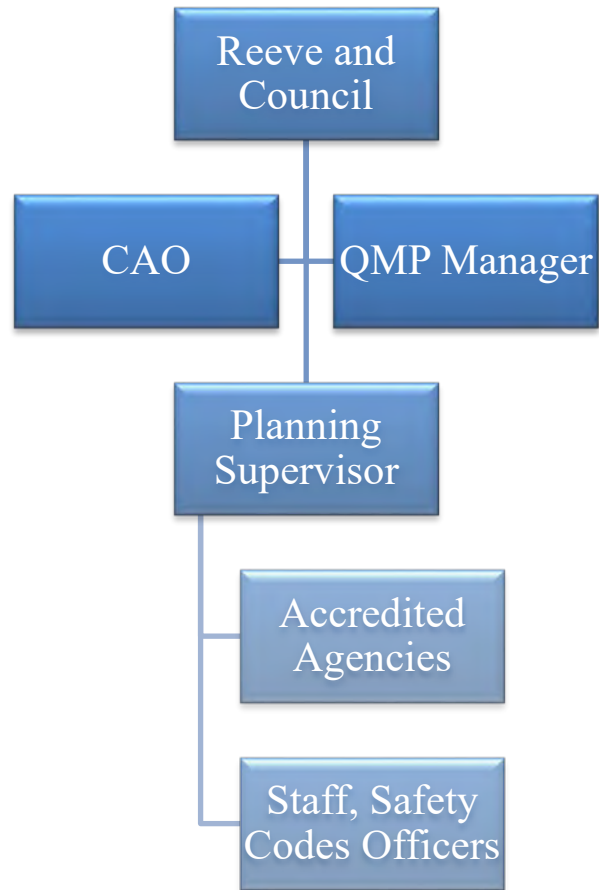 Reeve and
Council
CAO
QMP Manager
Planning
Supervisor
Accredited
Agencies
Staff, Safety
Codes Officers